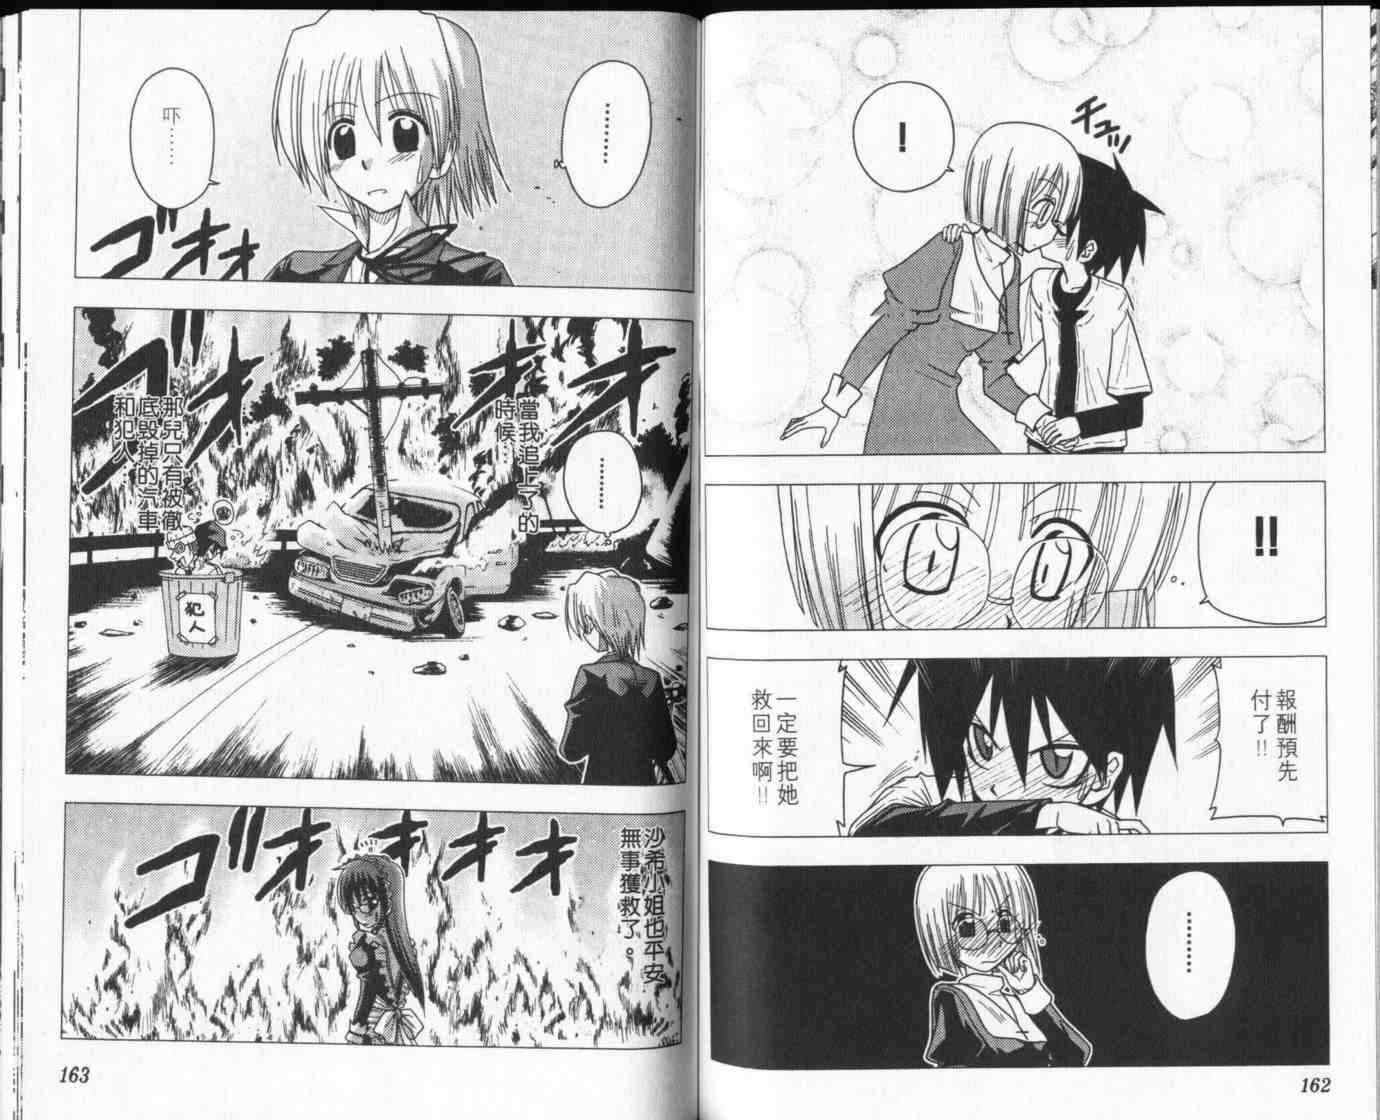 チュッ
!
!!
報酬預先
付了!!
一定要把她
救回來啊!!
………
162
………
吓……
ゴオオ
當我追上了的
時候…
………
ゴオオオ
那兒只有被徹
底毀掉的汽車
和犯人
犯人
沙希小姐也平安
無事獲救了。
ゴオオオオ
163